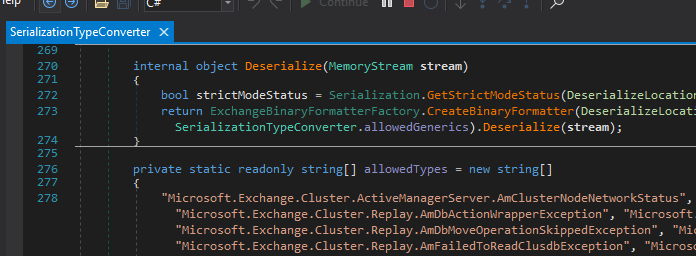 C#
Continue
SerializationTypeConverter
269
270 internal object Deserialize(MemoryStream stream)
271 {
272 bool strictModeStatus = Serialization.GetStrictModeStatus(DeserializeLocation
273 return ExchangeBinaryFormatterFactory.CreateBinaryFormatter(DeserializeLocation
SerializationTypeConverter.allowedGenerics).Deserialize(stream);
274 }
275
276 private static readonly string[] allowedTypes = new string[]
277 {
278 "Microsoft.Exchange.Cluster.ActiveManagerServer.AmClusterNodeNetworkStatus",
"Microsoft.Exchange.Cluster.Replay.AmDbActionWrapperException", "Microsoft.
"Microsoft.Exchange.Cluster.Replay.AmDbMoveOperationSkippedException", "Mic
"Microsoft.Exchange.Cluster.Replay.AmFailedToReadClusdbException", "Microso